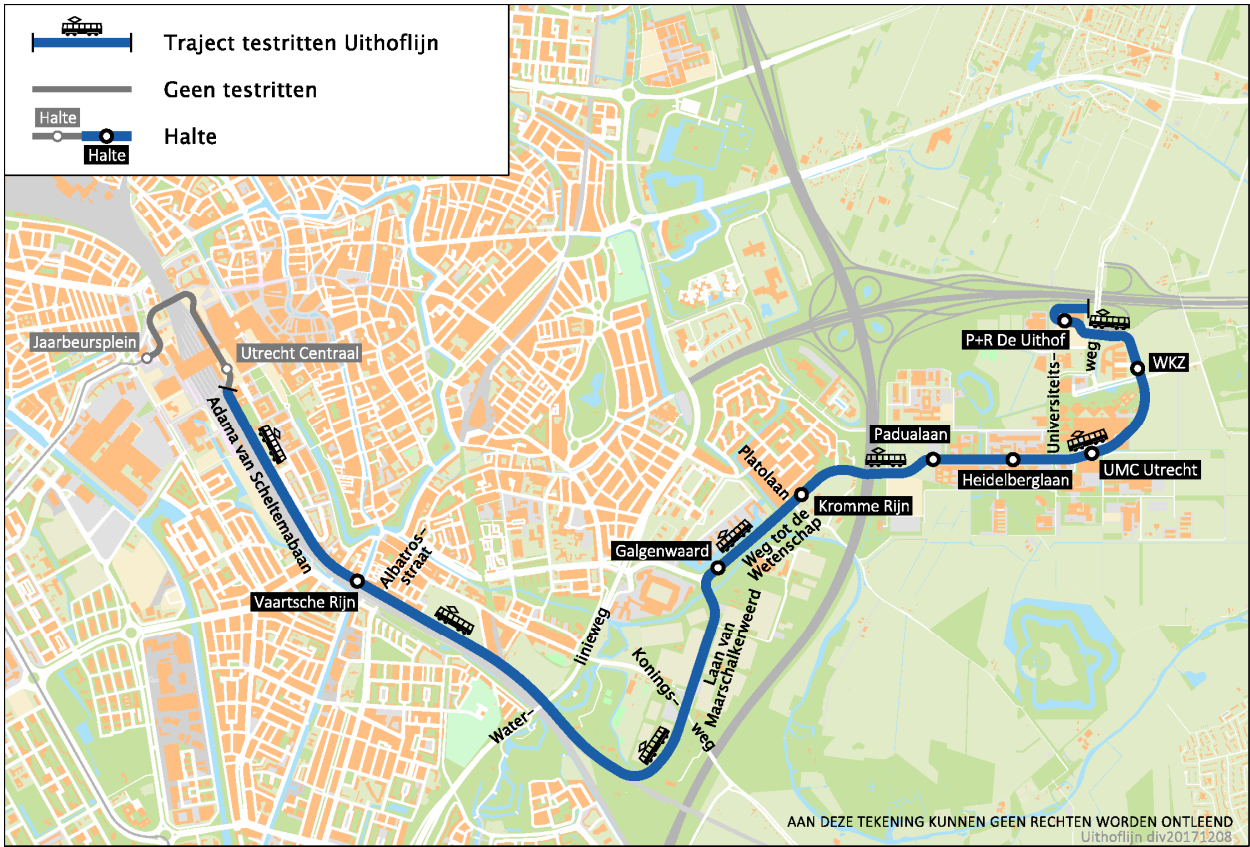 Traject testritten Uithoflijn
Geen testritten
Halte
Halte
Halte
Jaarbeursplein
Utrecht Centraal
Adama van Scheltemabaan
Vaartsche Rijn
Albatros–
straat
Water–
linieweg
Konings–
weg
Laan van
Maarschalkerweerd
Galgenwaard
Weg tot de
Wetenschap
Platolaan
Kromme Rijn
Padualaan
Heidelberglaan
UMC Utrecht
Universiteits–
weg
WKZ
P+R De Uithof
AAN DEZE TEKENING KUNNEN GEEN RECHTEN WORDEN ONTLEEND
Uithoflijn div20171208